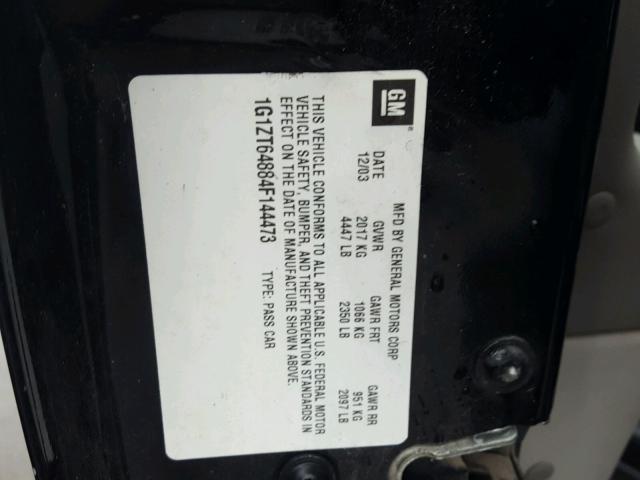 GM®
MFD BY GENERAL MOTORS CORP
DATE GVWR GAWR FRT GAWR RR
12/03 2017 KG 1066 KG 951 KG
4447 LB 2350 LB 2097 LB
THIS VEHICLE CONFORMS TO ALL APPLICABLE U.S. FEDERAL MOTOR
VEHICLE SAFETY, BUMPER, AND THEFT PREVENTION STANDARDS IN
EFFECT ON THE DATE OF MANUFACTURE SHOWN ABOVE.
1G1ZT64884F144473 TYPE: PASS CAR